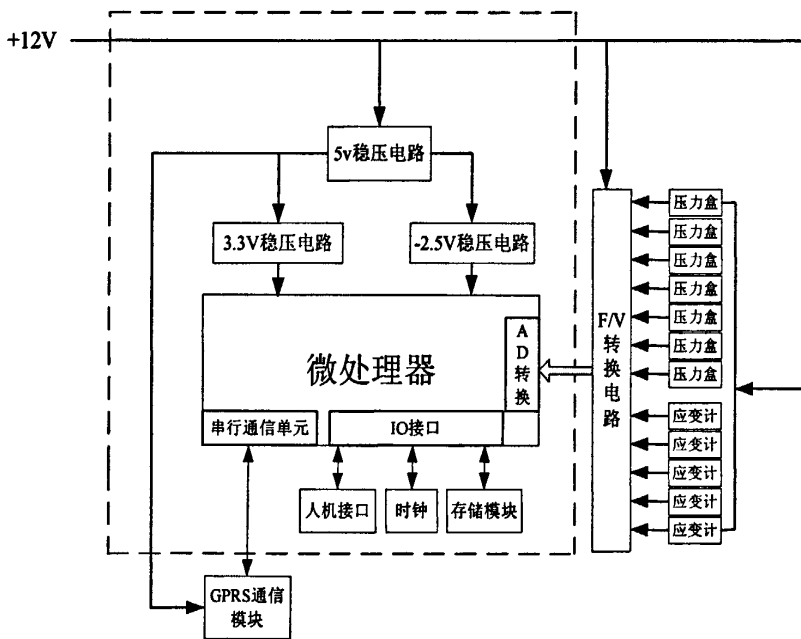 +12V
5v稳压电路
3.3V稳压电路
-2.5V稳压电路
微处理器
AD转换
串行通信单元
IO接口
人机接口
时钟
存储模块
GPRS通信
模块
F/V转换电路
压力盒
压力盒
压力盒
压力盒
压力盒
压力盒
压力盒
应变计
应变计
应变计
应变计
应变计